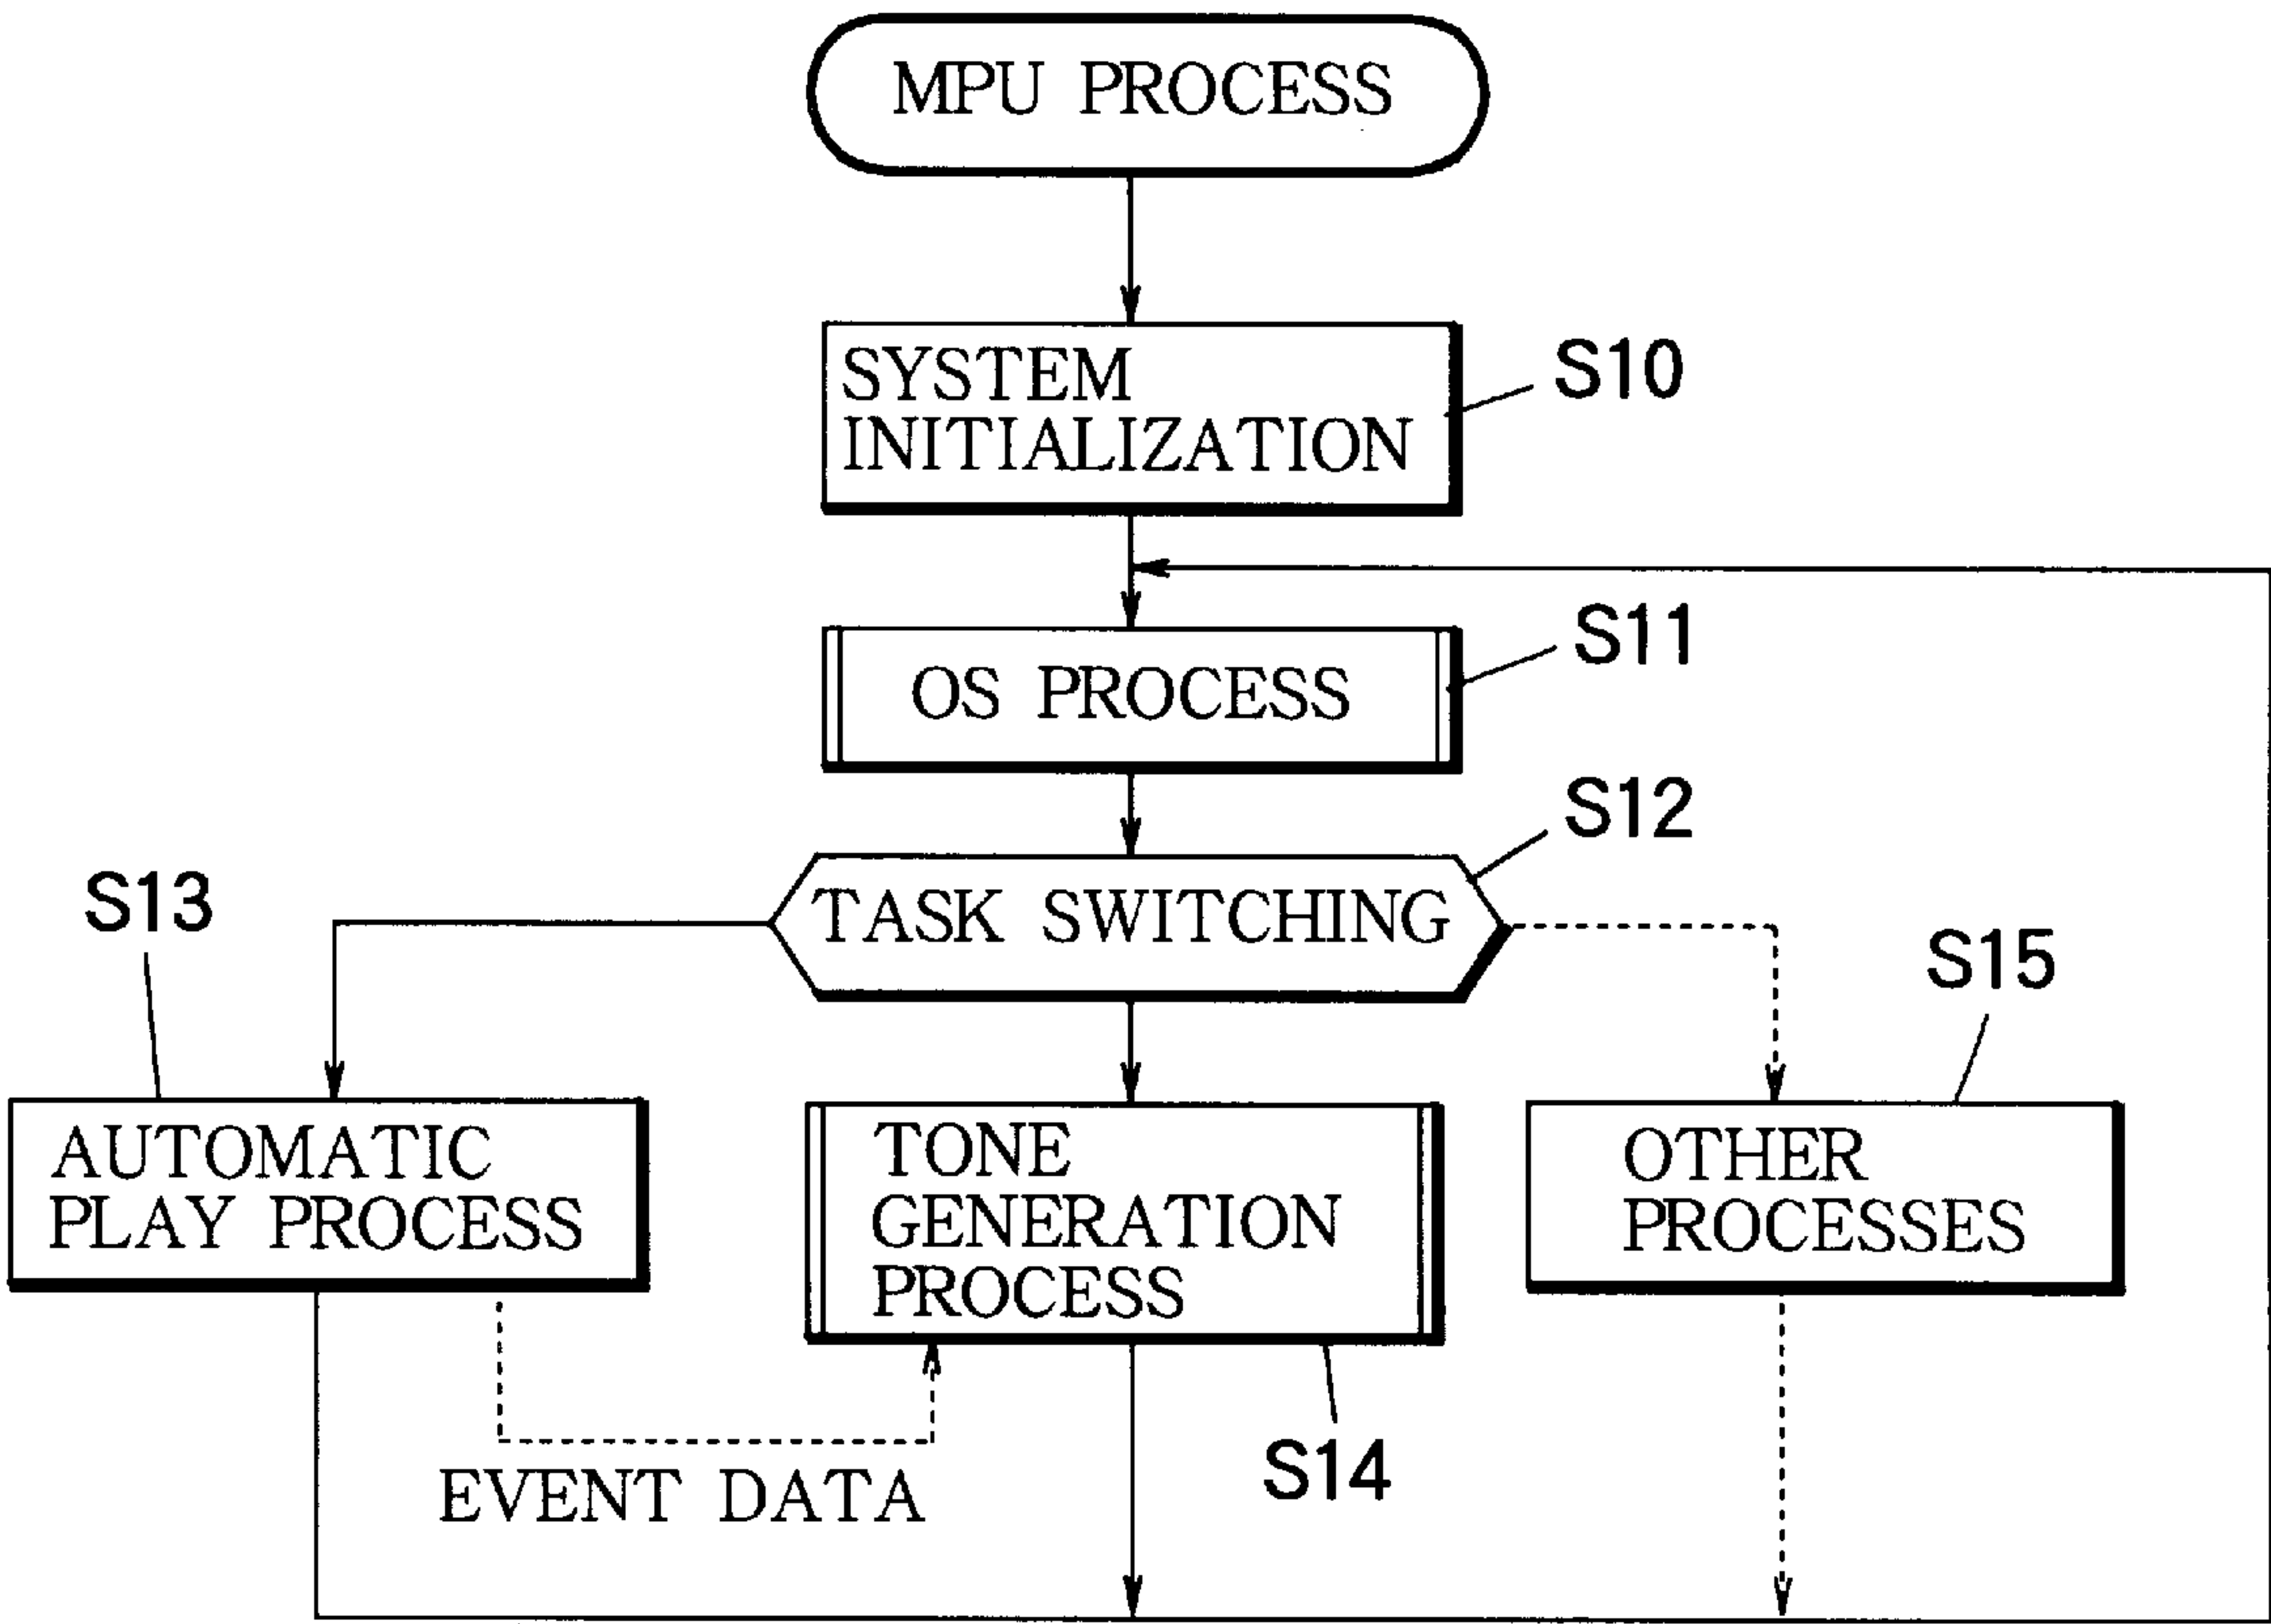 MPU PROCESS
SYSTEM
INITIALIZATION
S10
OS PROCESS
S11
TASK SWITCHING
S12
S13
AUTOMATIC
PLAY PROCESS
TONE
GENERATION
PROCESS
S14
S15
OTHER
PROCESSES
EVENT DATA